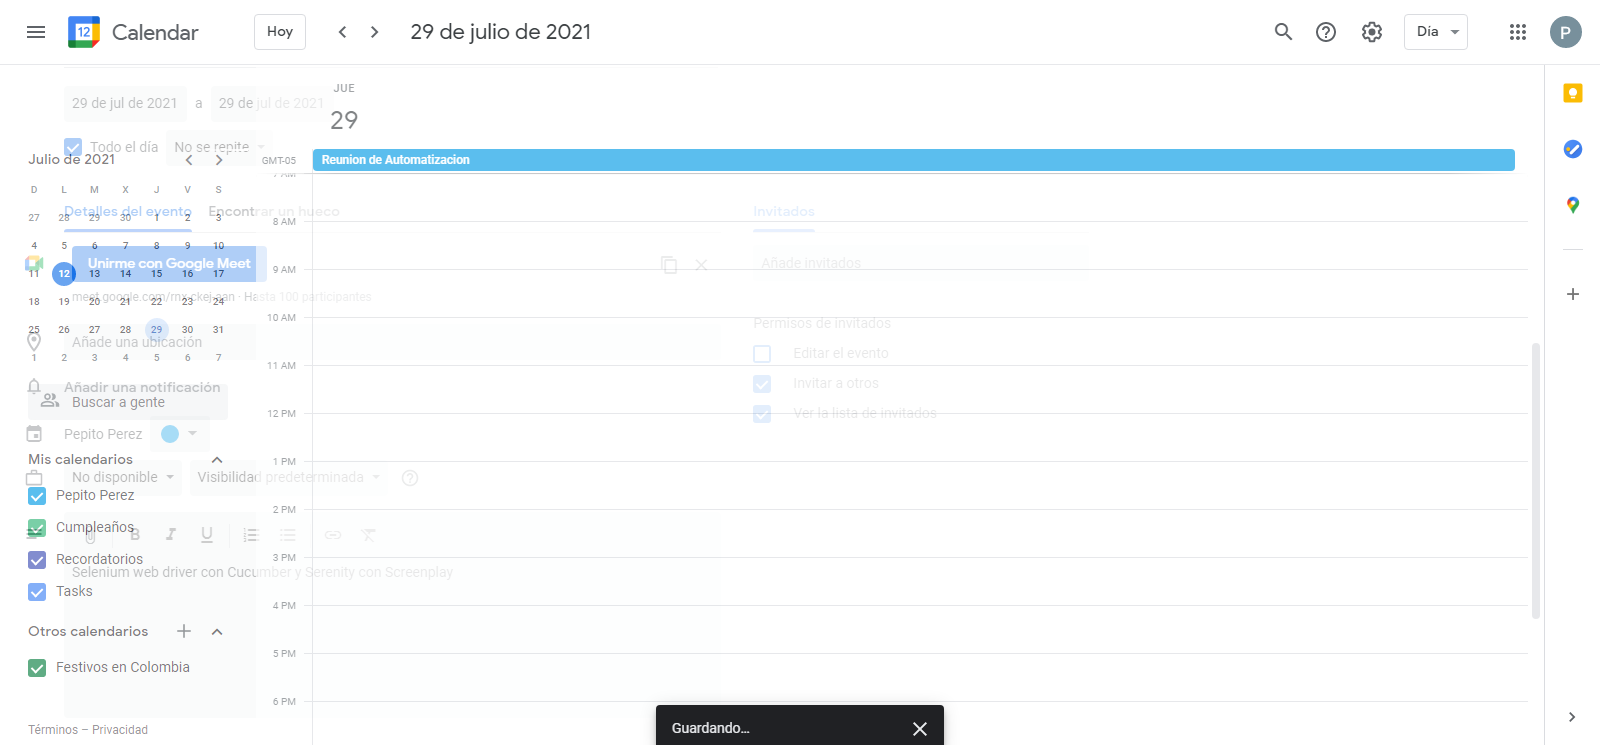 12 Calendar Hoy 29 de julio de 2021 Día P
JUE
29
29 de jul de 2021 a 29 de jul de 2021
Todo el día No se repite
Julio de 2021
GMT-05 Reunion de Automatizacion
7 AM
D L M X J V S
Detalles del evento Encontrar un hueco Invitados
27 28 29 30 1 2 3
8 AM
4 5 6 7 8 9 10
Unirme con Google Meet Añade invitados
11 12 13 14 15 16 17
9 AM
meet.google.com/mx Hasta 100 participantes
18 19 20 21 22 23 24
10 AM
Permisos de invitados
25 26 27 28 29 30 31
Añade una ubicación
Editar el evento
1 2 3 4 5 6 7
11 AM
Invitar a otros
Añadir una notificación
Buscar a gente
12 PM
Ver la lista de invitados
Pepito Perez
Mis calendarios
1 PM
No disponible Visibilidad predeterminada
Pepito Perez
2 PM
Cumpleaños
B I U
3 PM
Recordatorios
Selenium web driver con Cucumber y Serenity con Screenplay
Tasks
4 PM
Otros calendarios
5 PM
Festivos en Colombia
6 PM
Términos – Privacidad
Guardando...